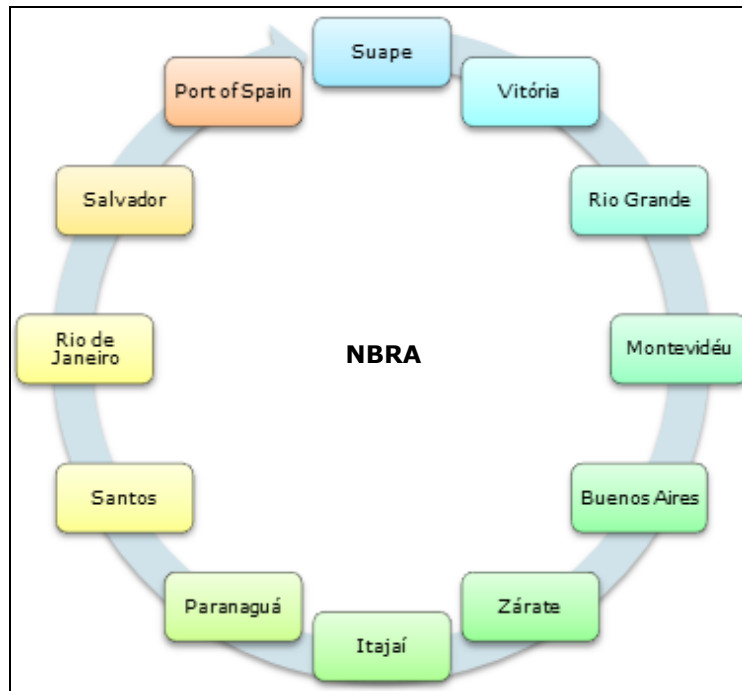 Suape
Vitória
Rio Grande
Montevidéu
Buenos Aires
Zárate
Itajaí
Paranaguá
Santos
Rio de
Janeiro
Salvador
Port of Spain
NBRA